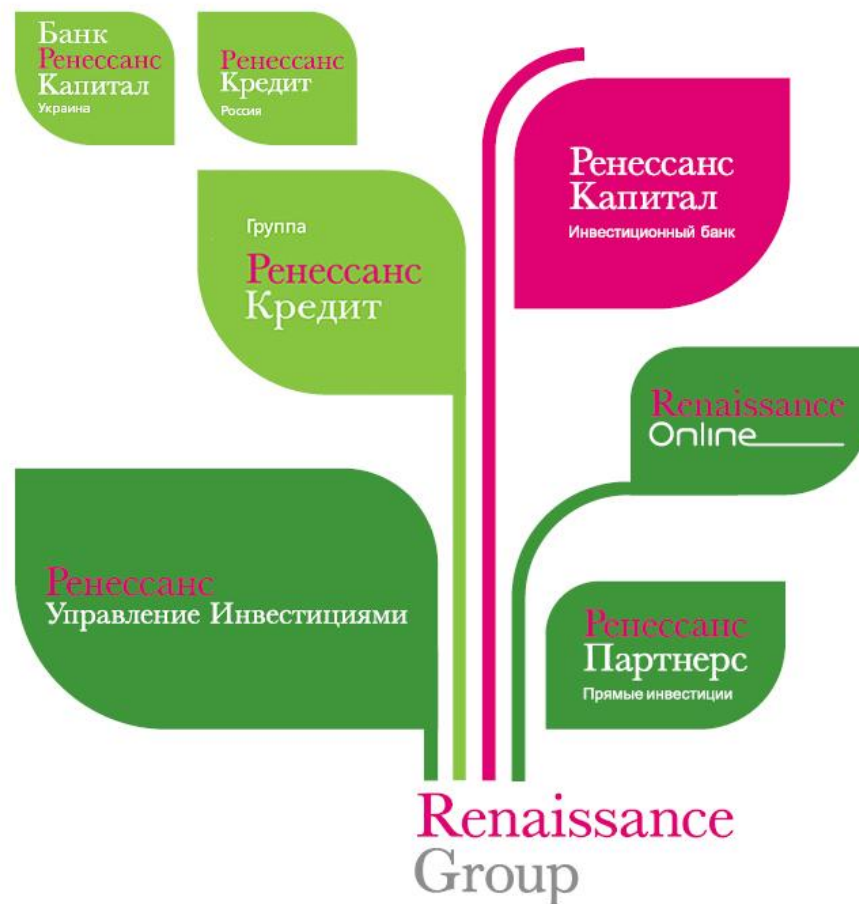 Банк
Ренессанс
Капитал
Украина
Ренессанс
Кредит
Россия
Ренессанс
Капитал
Инвестиционный банк
Группа
Ренессанс
Кредит
Renaissance
Online
Ренессанс
Управление Инвестициями
Ренессанс
Партнерс
Прямые инвестиции
Renaissance
Group